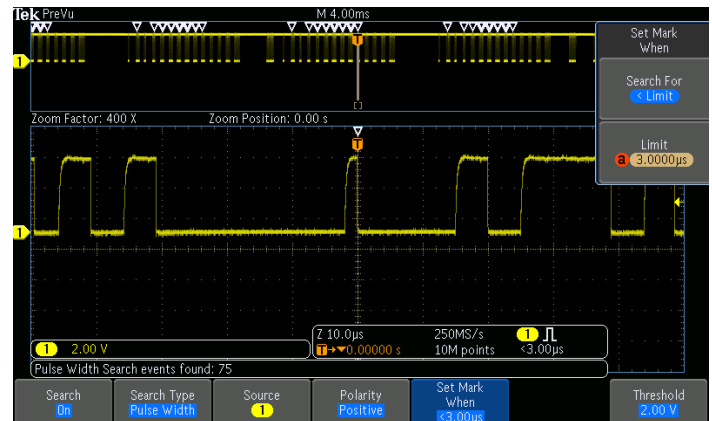 Tek PreVu
M 4.00ms
1
T
Zoom Factor: 400 X
Zoom Position: 0.00 s
T
1
Set Mark
When
Search For
< Limit
Limit
a 3.0000µs
1 2.00 V
Z 10.0µs
250MS/s
1
T→▼0.00000 s
10M points
<3.00µs
Pulse Width Search events found: 75
Search
On
Search Type
Pulse Width
Source
1
Polarity
Positive
Set Mark
When
<3.00µs
Threshold
2.00 V